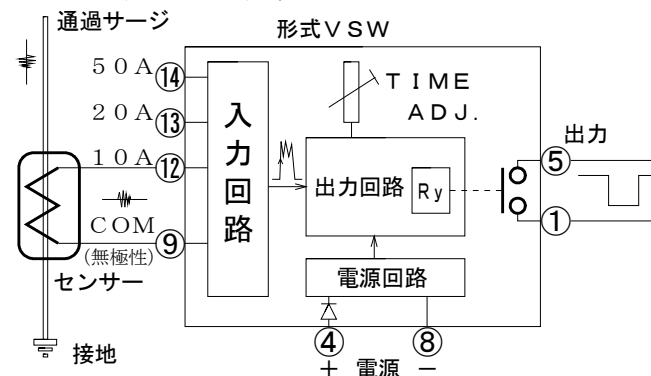 通過サージ
形式VSW
50A⑭
20A⑬
10A⑫
COM⑨
(無極性)
センサー
接地
入力回路
TIME
ADJ.
出力回路
Ry
電源回路
④
⑧
+ 電源 −
出力
⑤
①